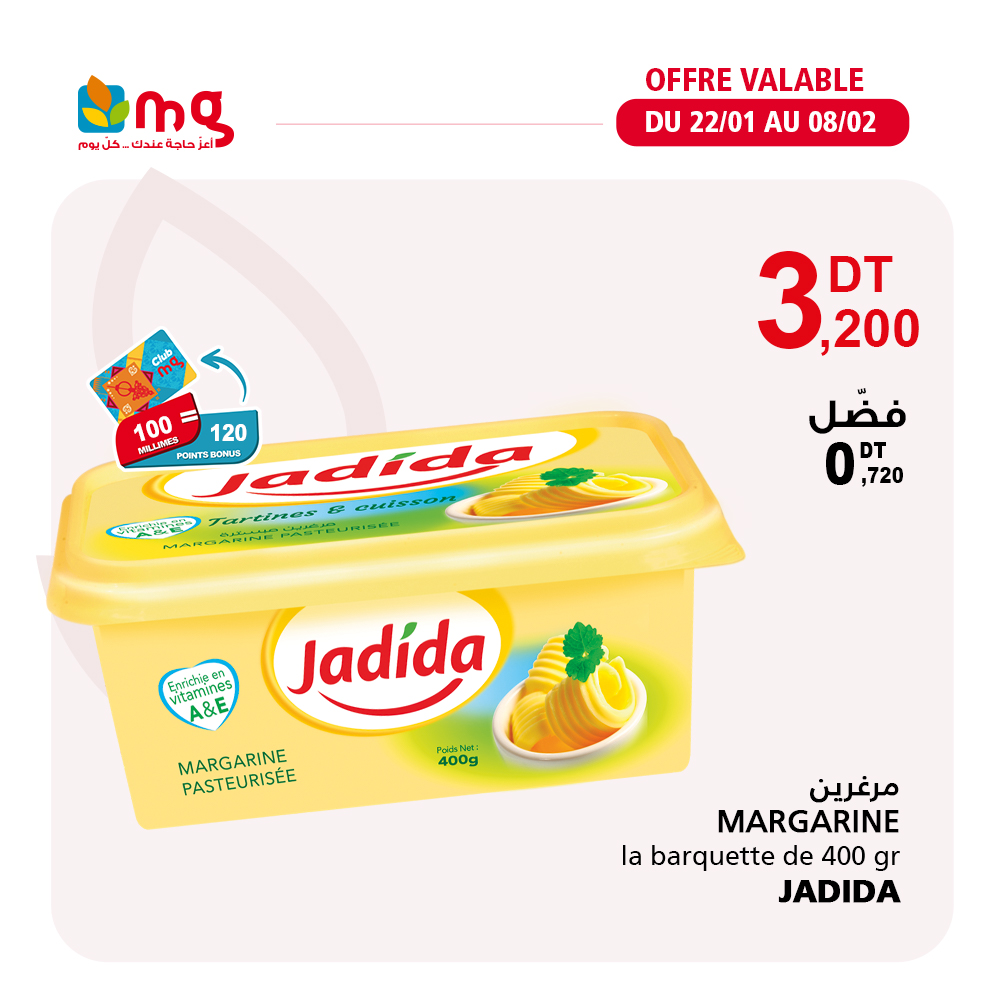 mg
أعزّ حاجة عندك ... كلّ يوم
OFFRE VALABLE
DU 22/01 AU 08/02
3 DT
,200
فضّل
0 DT
,720
Club
mg
100
MILLIMES
=
120
POINTS BONUS
Jadída
Tartines & cuisson
Enrichie en
vitamines
A&E
مرغرين مبسترة
MARGARINE PASTEURISÉE
Jadída
Enrichie en
vitamines
A&E
MARGARINE
PASTEURISÉE
Poids Net :
400g
مرغرين
MARGARINE
la barquette de 400 gr
JADIDA